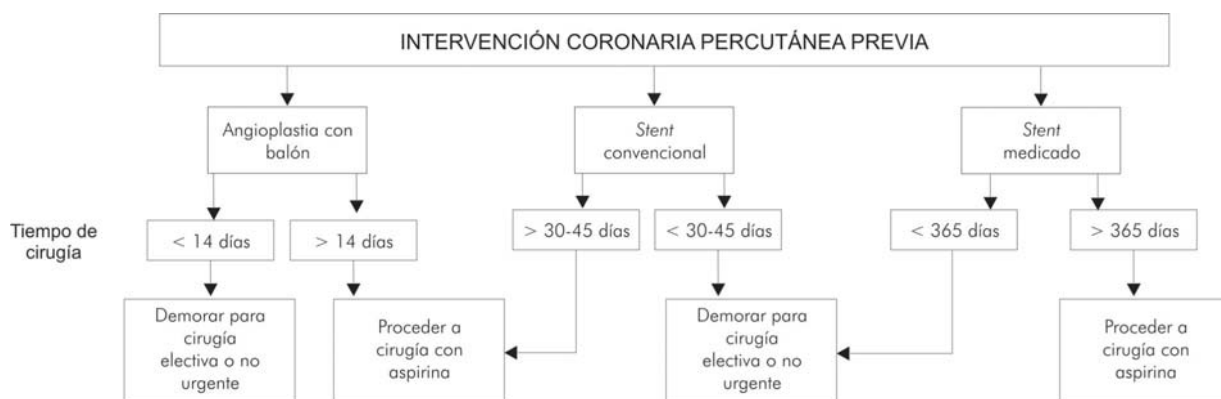 INTERVENCIÓN CORONARIA PERCUTÁNEA PREVIA
Angioplastia con
balón
Stent
convencional
Stent
medicado
Tiempo de
cirugía
< 14 días
> 14 días
> 30-45 días
< 30-45 días
< 365 días
> 365 días
Demorar para
cirugía
electiva o no
urgente
Proceder a
cirugía con
aspirina
Demorar para
cirugía
electiva o no
urgente
Proceder a
cirugía con
aspirina